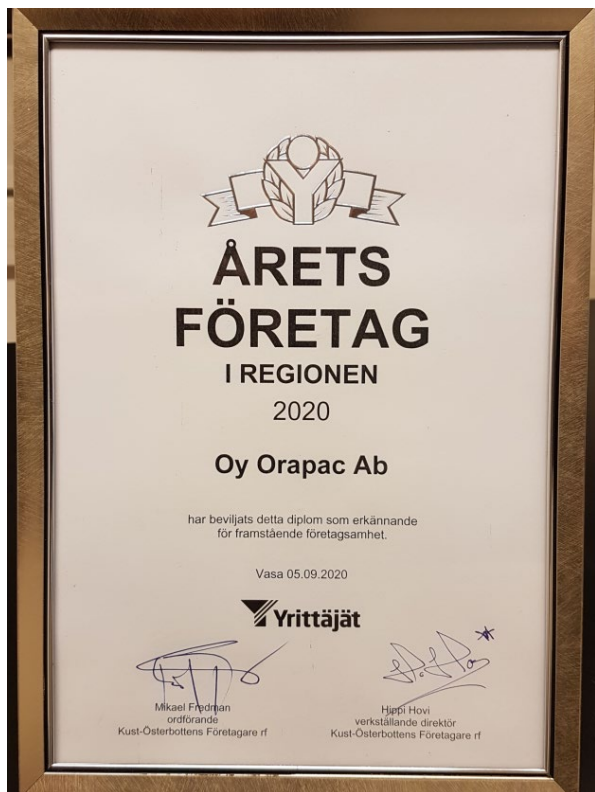 ÅRETS
FÖRETAG
I REGIONEN
2020
Oy Orapac Ab
har beviljats detta diplom som erkännande
för framstående företagsamhet.
Vasa 05.09.2020
Yrittäjät
Mikael Fredman
ordförande
Kust-Österbottens Företagare rf
Hippi Hovi
verkställande direktör
Kust-Österbottens Företagare rf